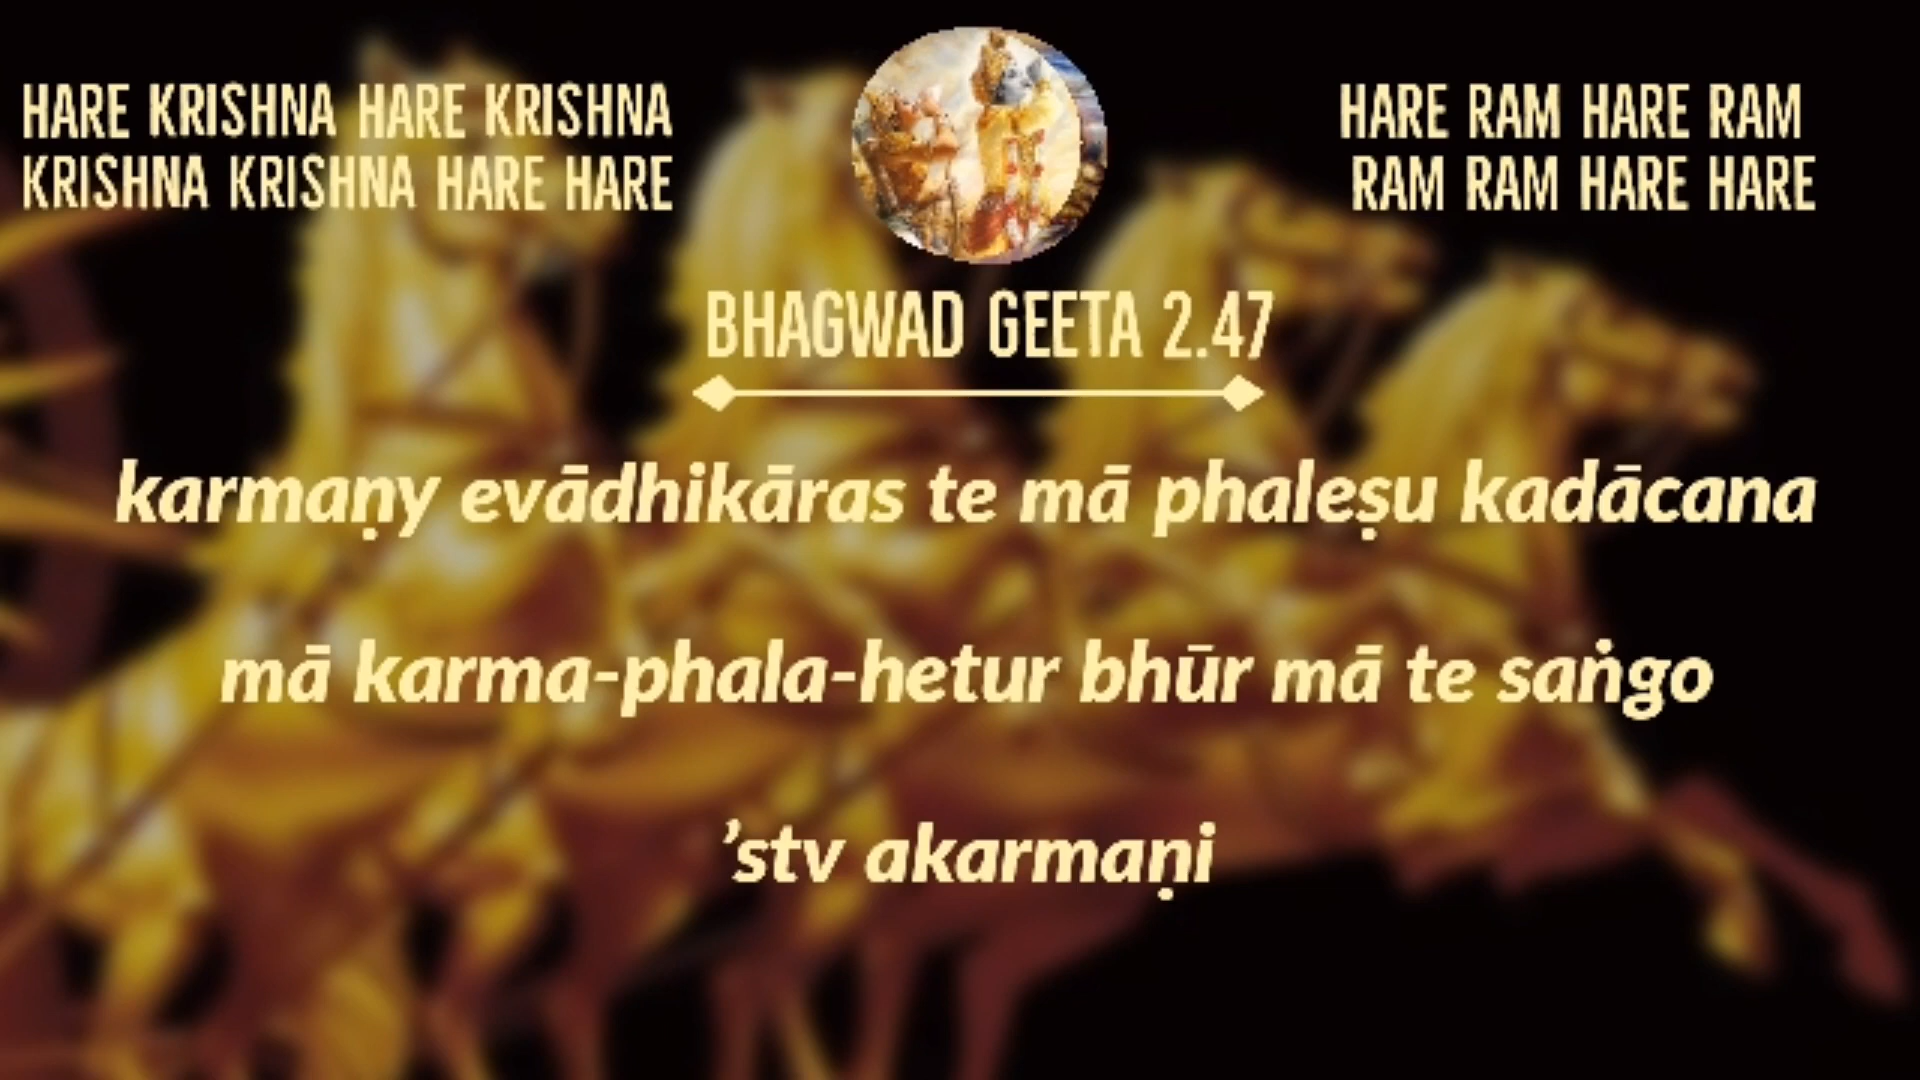 HARE KRISHNA HARE KRISHNA
KRISHNA KRISHNA HARE HARE
HARE RAM HARE RAM
RAM RAM HARE HARE
BHAGWAD GEETA 2.47
karmaṇy evādhikāras te mā phaleṣu kadācana
mā karma-phala-hetur bhūr mā te saṅgo
’stv akarmaṇi